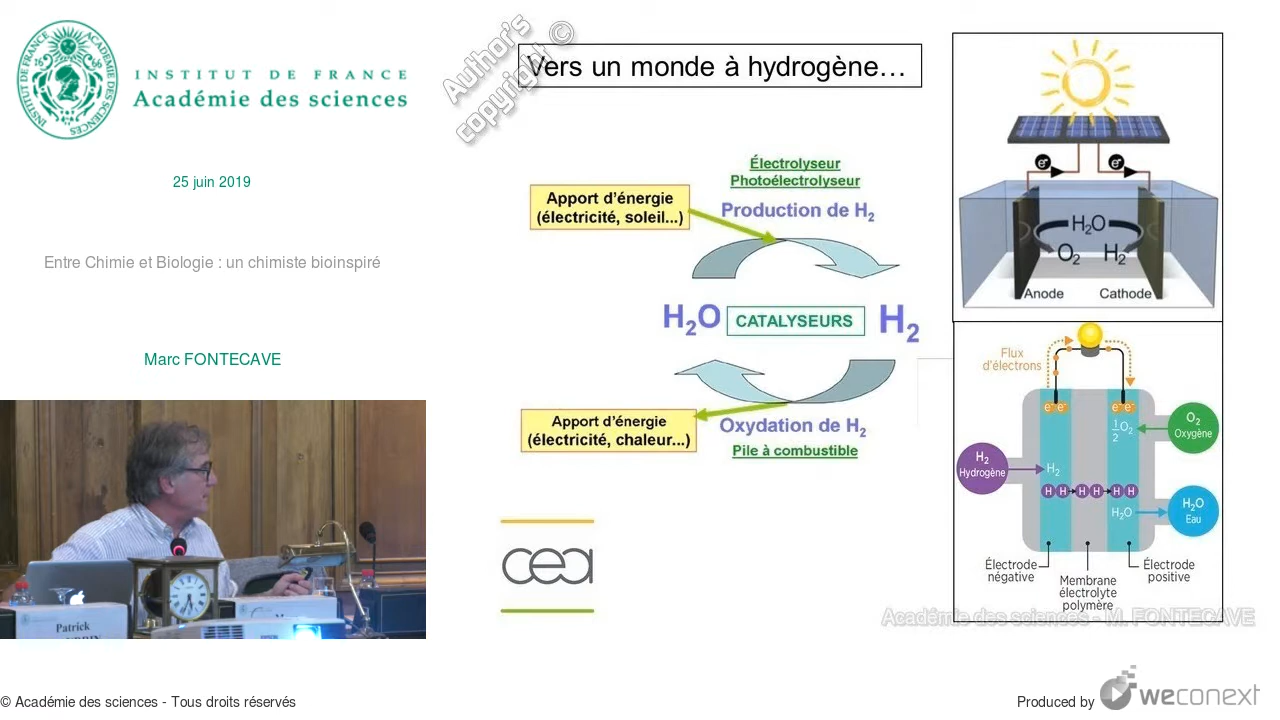 INSTITUT DE FRANCE
Académie des sciences
25 juin 2019
Entre Chimie et Biologie : un chimiste bioinspiré
Marc FONTECAVE
Patrick
Author's
copyright ©
Vers un monde à hydrogène…
Électrolyseur
Photoélectrolyseur
Apport d'énergie
(électricité, soleil...)
Production de H2
H2O
CATALYSEURS
H2
Apport d'énergie
(électricité, chaleur...)
Oxydation de H2
Pile à combustible
cea
e-
e-
H2O
O2
H2
Anode
Cathode
Flux
d'électrons
e- e-
e- e-
O2
Oxygène
1/2 O2
H2
Hydrogène
H2
H H H H H H
H2O
H2O
Eau
Électrode
négative
Membrane
électrolyte
polymère
Électrode
positive
Académie des sciences - M. FONTECAVE
© Académie des sciences - Tous droits réservés
Produced by
weconext